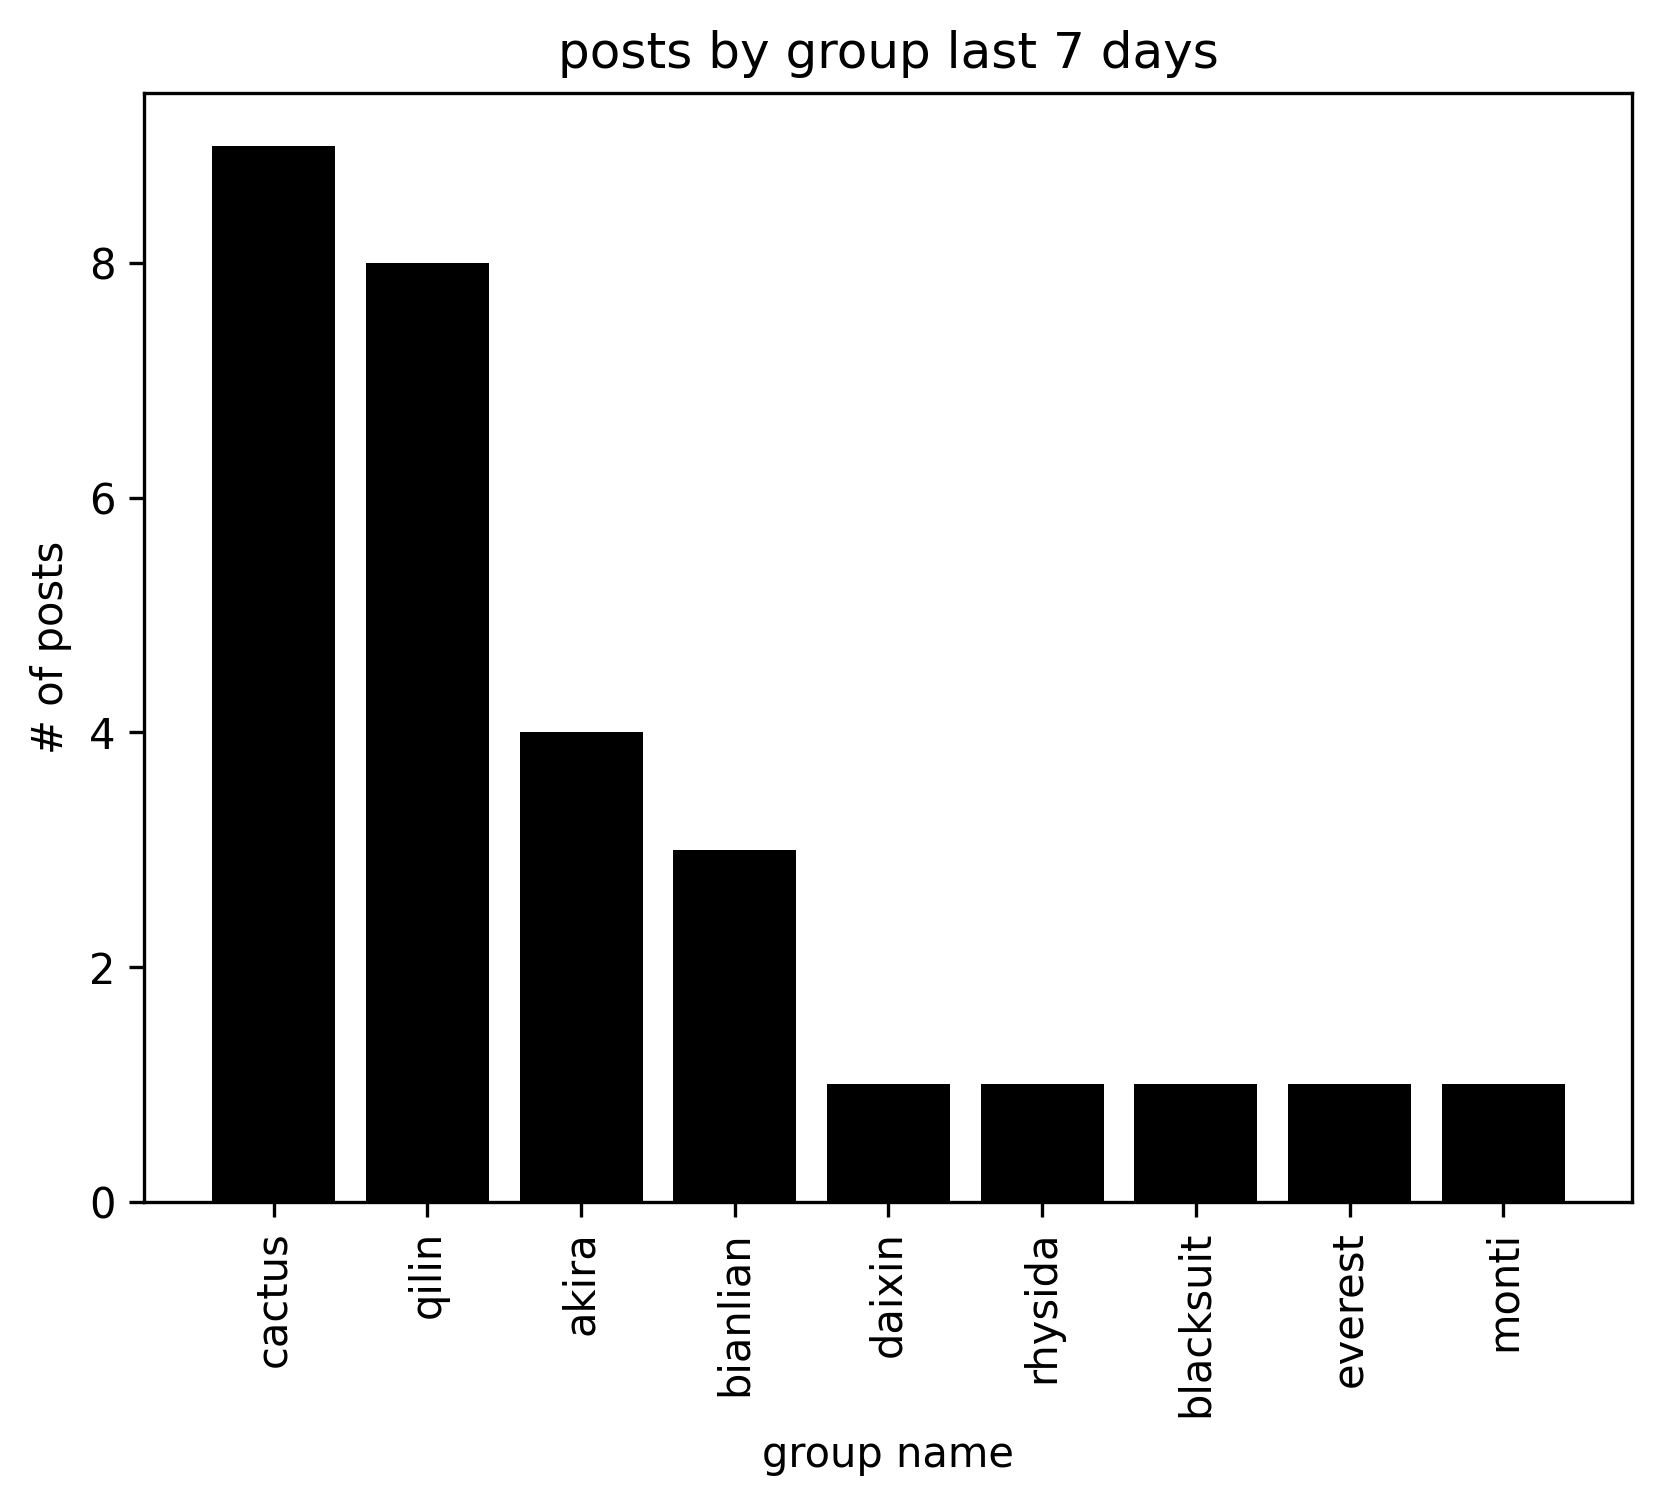 posts by group last 7 days
# of posts
8
6
4
2
0
cactus
qilin
akira
bianlian
daixin
rhysida
blacksuit
everest
monti
group name